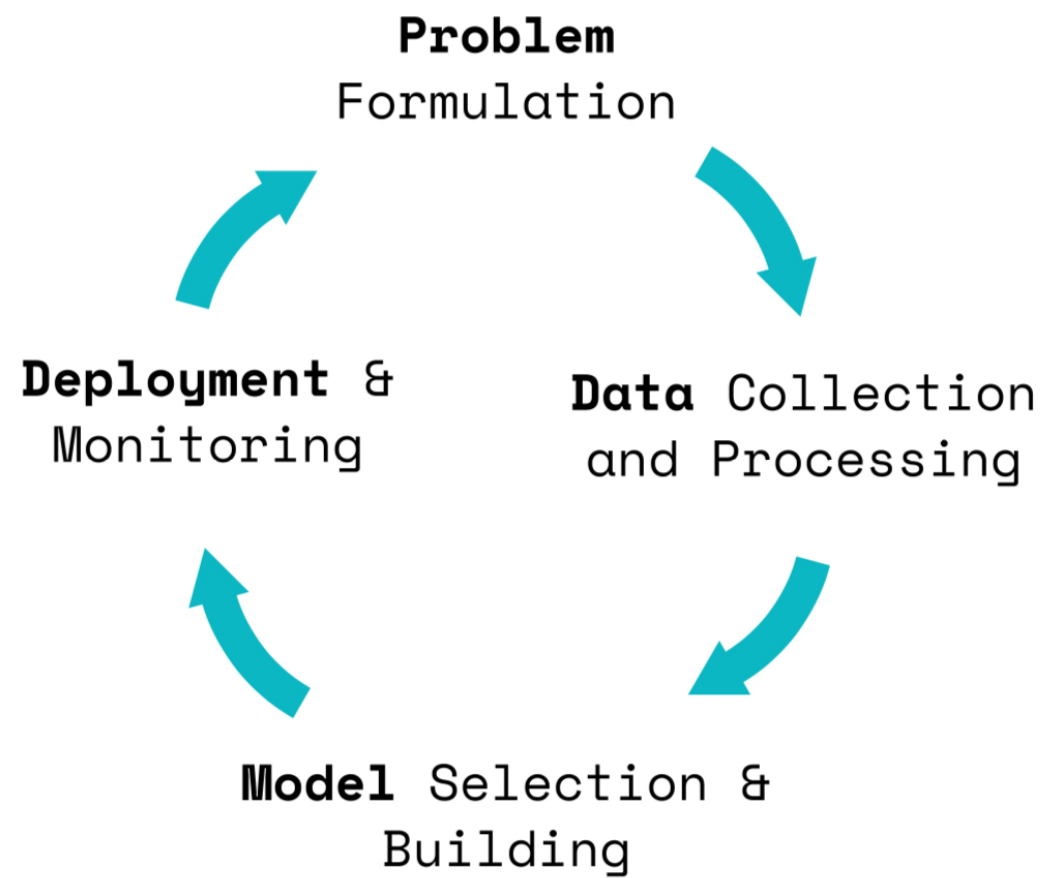 Problem
Formulation
Deployment &
Monitoring
Data Collection
and Processing
Model Selection &
Building